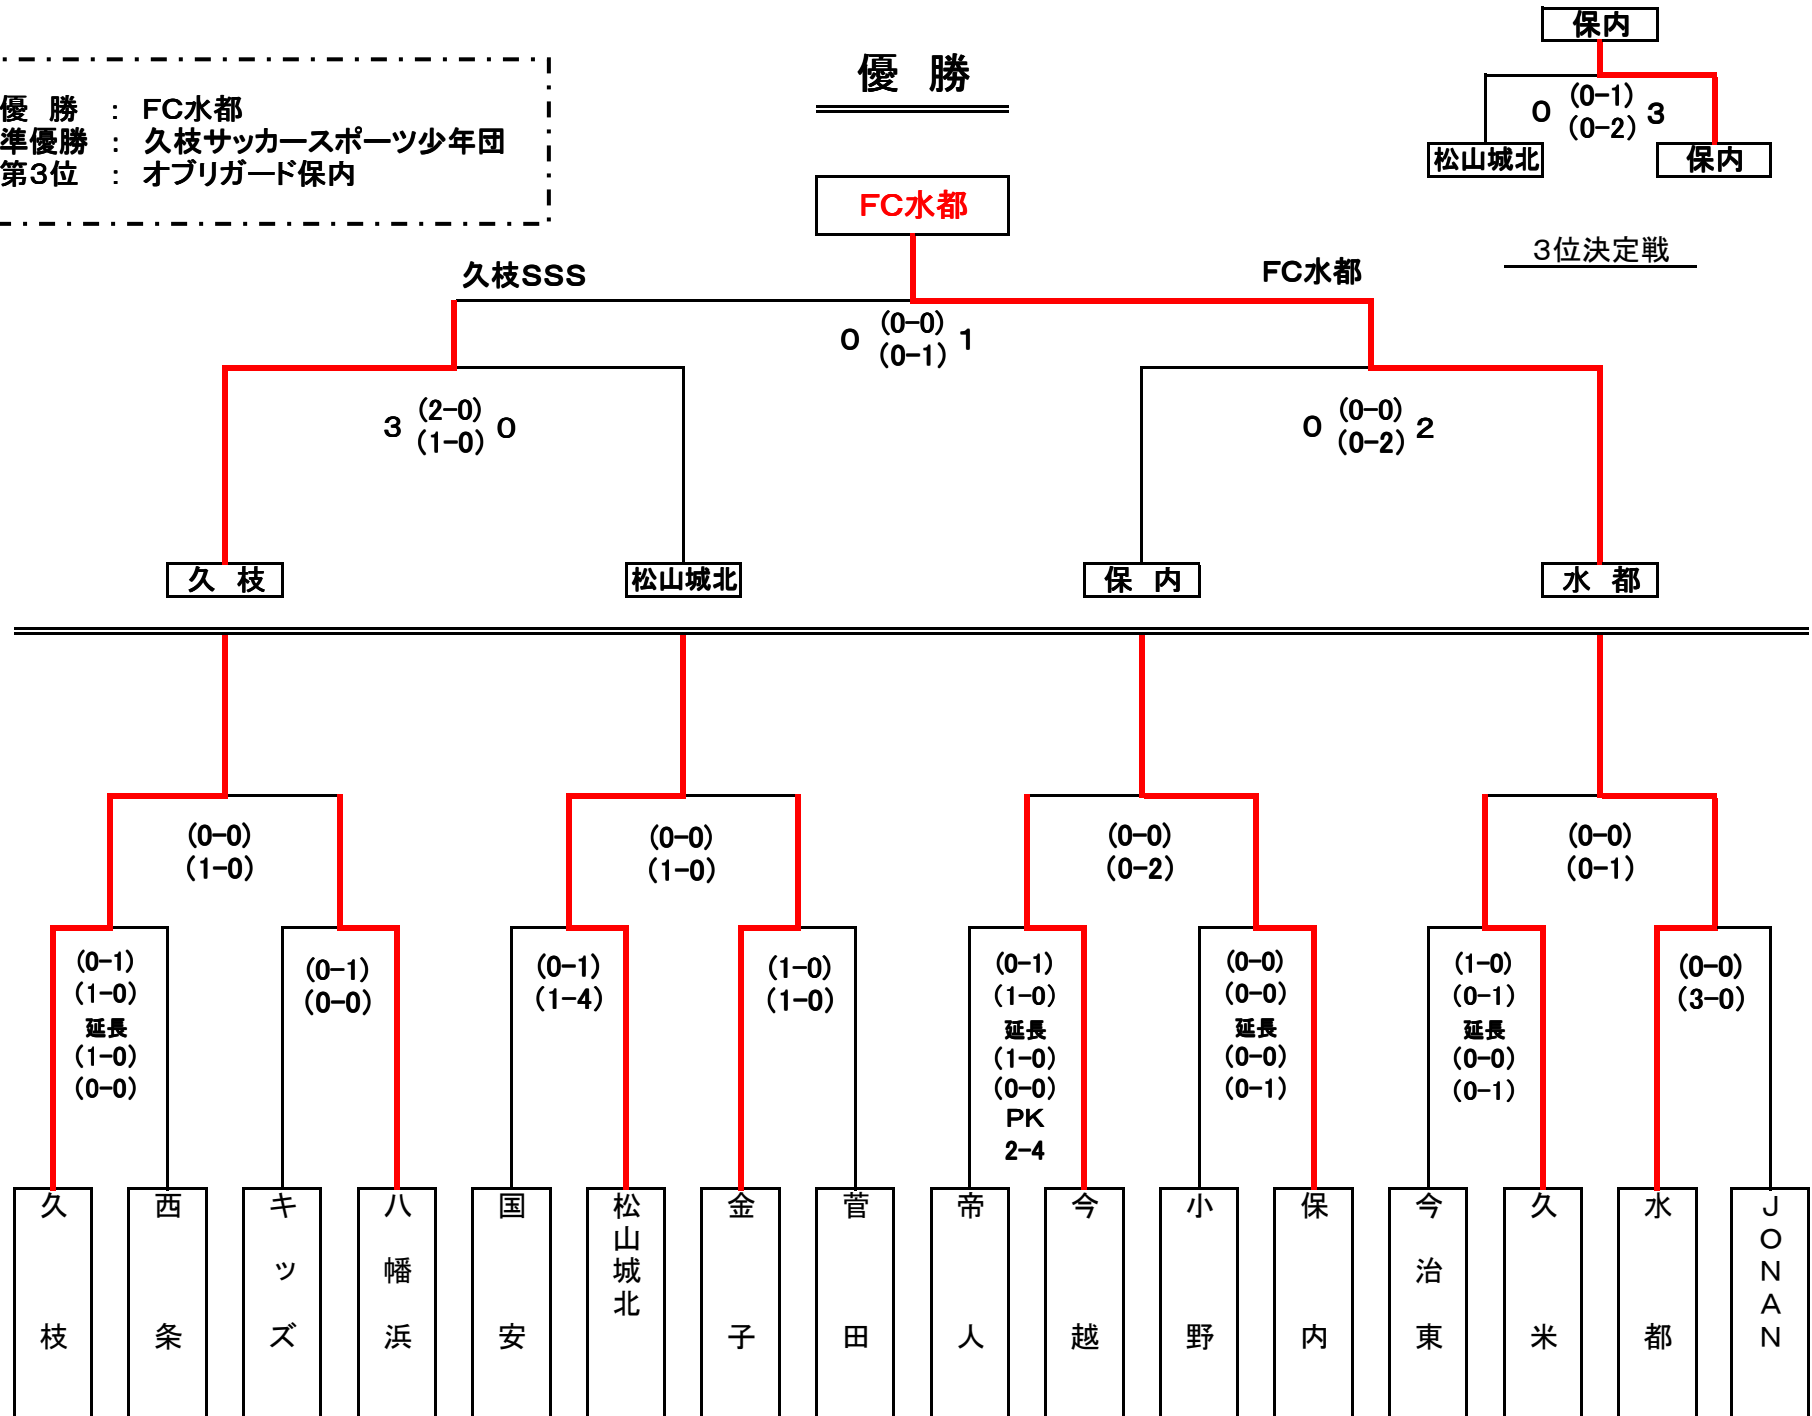 優　勝　：　FC水都
準優勝　：　久枝サッカースポーツ少年団
第3位　：　オブリガード保内
優　勝
FC水都
保内
0 (0-1) 3
(0-2)
松山城北
保内
3位決定戦
久枝SSS
FC水都
0 (0-0) 1
(0-1)
3 (2-0) 0
(1-0)
0 (0-0) 2
(0-2)
久　枝
松山城北
保　内
水　都
(0-0)
(1-0)
(0-0)
(1-0)
(0-0)
(0-2)
(0-0)
(0-1)
(0-1)
(1-0)
延長
(1-0)
(0-0)
(0-1)
(0-0)
(0-1)
(1-4)
(1-0)
(1-0)
(0-1)
(1-0)
延長
(1-0)
(0-0)
PK
2-4
(0-0)
(0-0)
延長
(0-0)
(0-1)
(1-0)
(0-1)
延長
(0-0)
(0-1)
(0-0)
(3-0)
久枝
西条
キッズ
八幡浜
国安
松山城北
金子
菅田
帝人
今越
小野
保内
今治東
久米
水都
JONAN